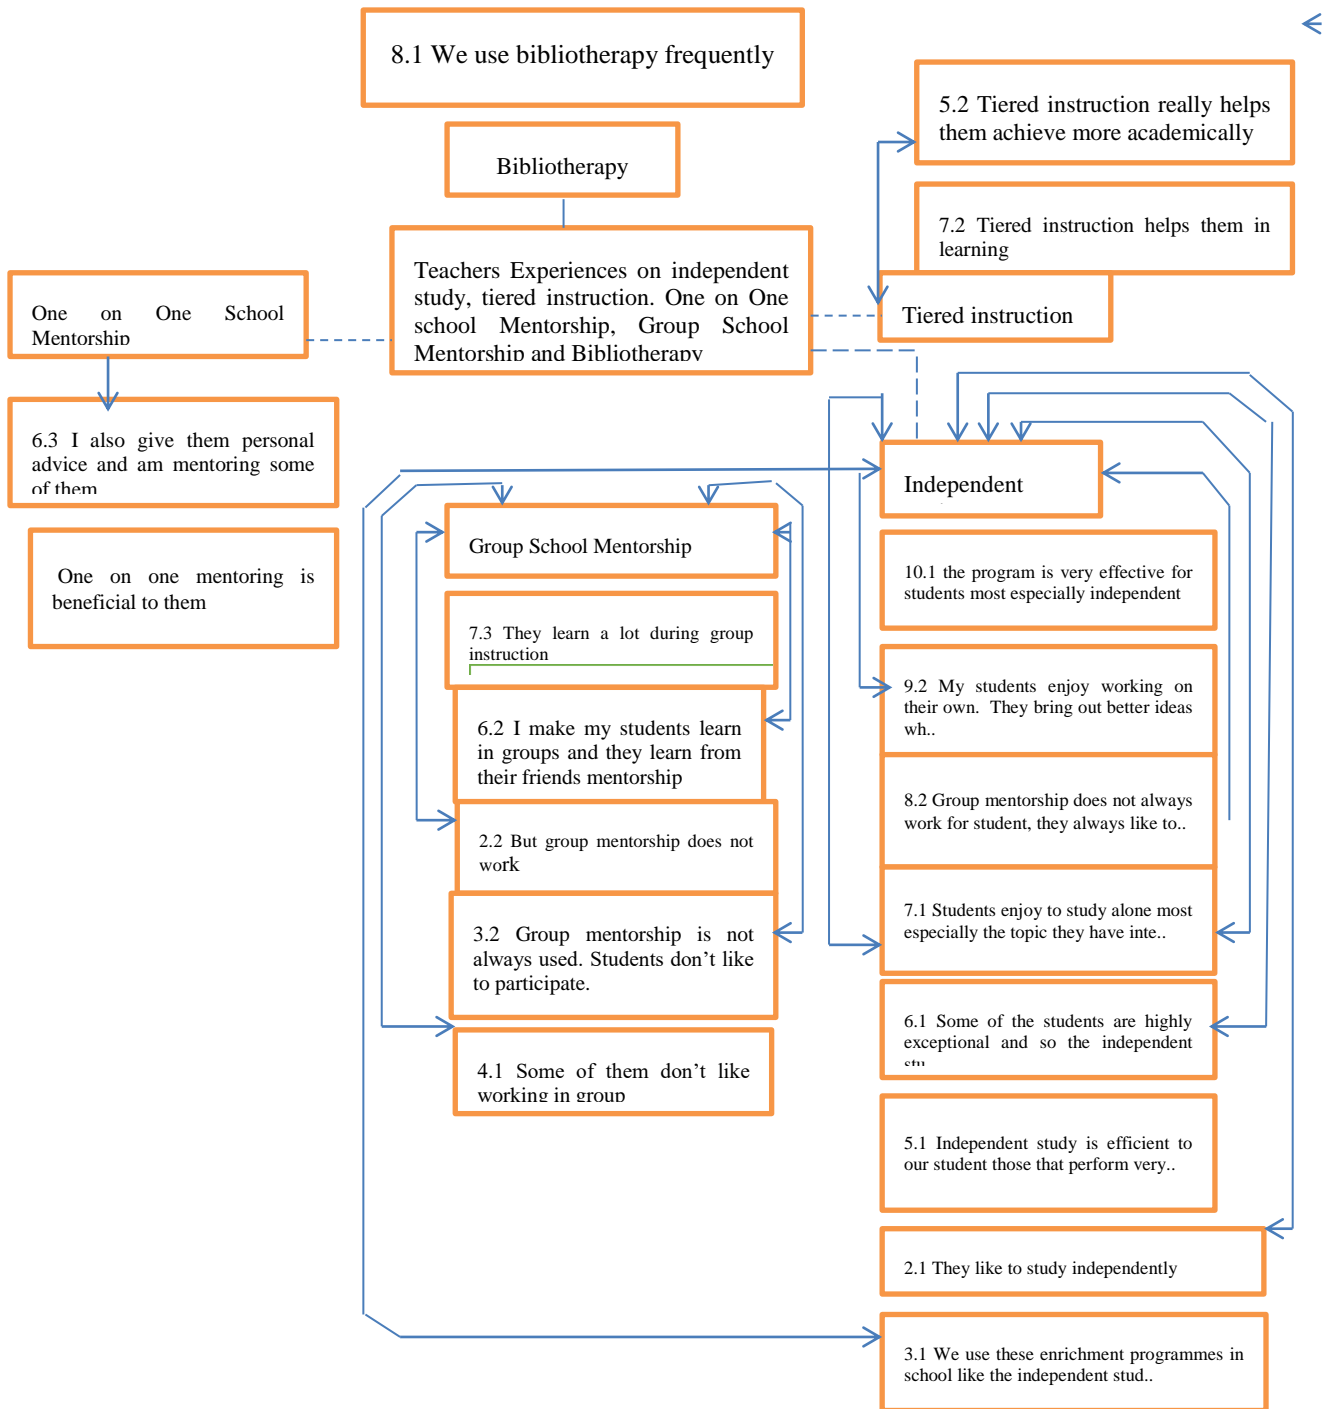 8.1 We use bibliotherapy frequently
5.2 Tiered instruction really helps
them achieve more academically
Bibliotherapy
7.2 Tiered instruction helps them in
learning
Teachers Experiences on independent
study, tiered instruction. One on One
school Mentorship, Group School
Mentorship and Bibliotherapy
One on One School
Mentorship
Tiered instruction
6.3 I also give them personal
advice and am mentoring some
of them
Independent
Group School Mentorship
One on one mentoring is
beneficial to them
10.1 the program is very effective for
students most especially independent
7.3 They learn a lot during group
instruction
9.2 My students enjoy working on
their own. They bring out better ideas
wh..
6.2 I make my students learn
in groups and they learn from
their friends mentorship
8.2 Group mentorship does not always
work for student, they always like to..
2.2 But group mentorship does not
work
7.1 Students enjoy to study alone most
especially the topic they have inte..
3.2 Group mentorship is not
always used. Students don’t like
to participate.
6.1 Some of the students are highly
exceptional and so the independent
stu
4.1 Some of them don’t like
working in group
5.1 Independent study is efficient to
our student those that perform very..
2.1 They like to study independently
3.1 We use these enrichment programmes in
school like the independent stud..